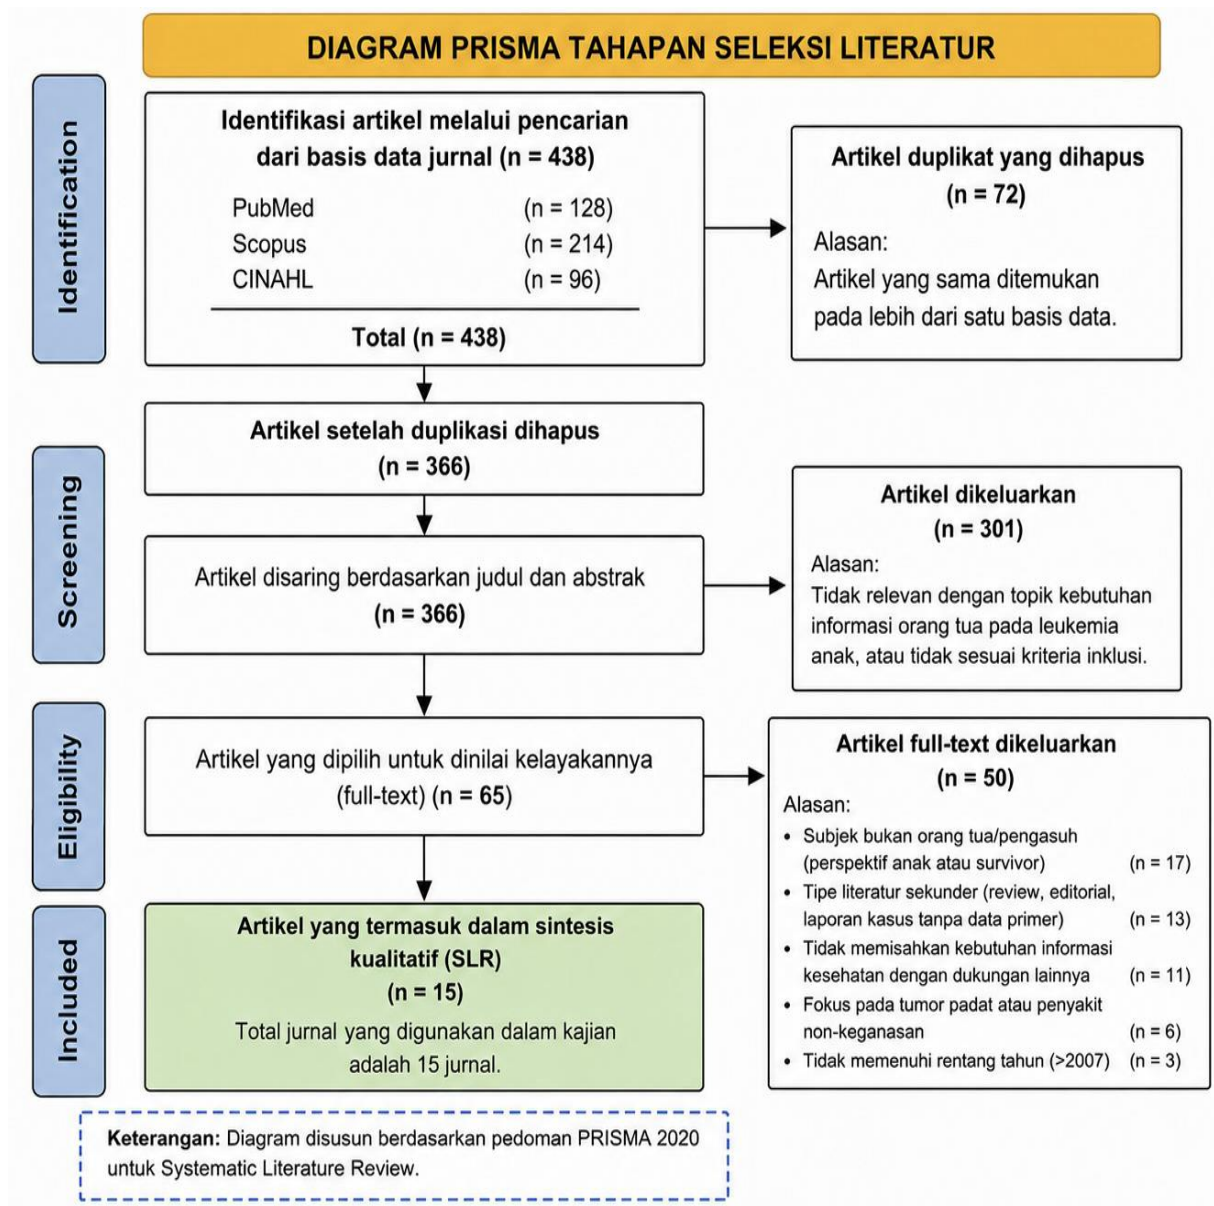 DIAGRAM PRISMA TAHAPAN SELEKSI LITERATUR
Identification
Identifikasi artikel melalui pencarian
dari basis data jurnal (n = 438)
PubMed (n = 128)
Scopus (n = 214)
CINAHL (n = 96)
Total (n = 438)
Artikel duplikat yang dihapus
(n = 72)
Alasan:
Artikel yang sama ditemukan
pada lebih dari satu basis data.
Screening
Artikel setelah duplikasi dihapus
(n = 366)
Artikel disaring berdasarkan judul dan abstrak
(n = 366)
Artikel dikeluarkan
(n = 301)
Alasan:
Tidak relevan dengan topik kebutuhan
informasi orang tua pada leukemia
anak, atau tidak sesuai kriteria inklusi.
Eligibility
Artikel yang dipilih untuk dinilai kelayakannya
(full-text) (n = 65)
Artikel full-text dikeluarkan
(n = 50)
Alasan:
• Subjek bukan orang tua/pengasuh
(perspektif anak atau survivor) (n = 17)
• Tipe literatur sekunder (review, editorial,
laporan kasus tanpa data primer) (n = 13)
• Tidak memisahkan kebutuhan informasi
kesehatan dengan dukungan lainnya (n = 11)
• Fokus pada tumor padat atau penyakit
non-keganasan (n = 6)
• Tidak memenuhi rentang tahun (>2007) (n = 3)
Included
Artikel yang termasuk dalam sintesis
kualitatif (SLR)
(n = 15)
Total jurnal yang digunakan dalam kajian
adalah 15 jurnal.
Keterangan: Diagram disusun berdasarkan pedoman PRISMA 2020
untuk Systematic Literature Review.